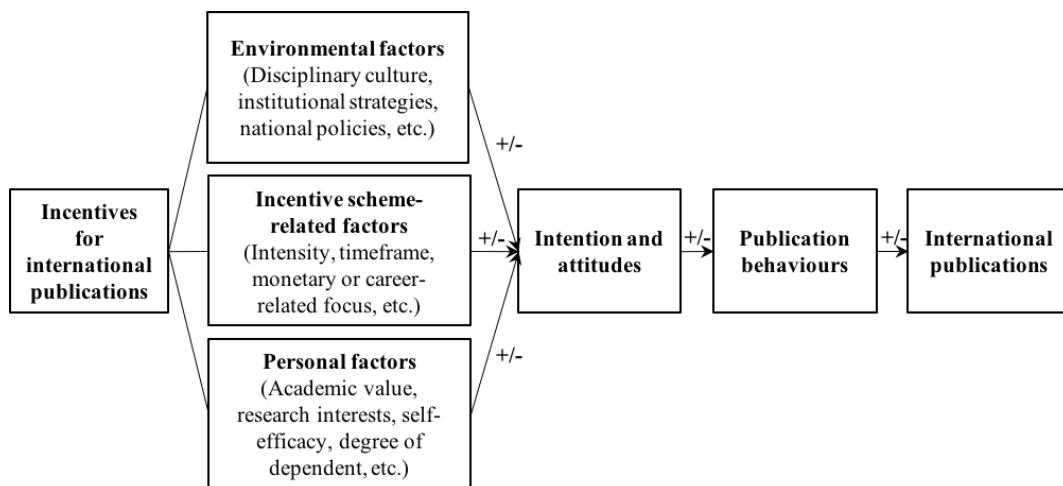 Incentives
for
international
publications
Environmental factors
(Disciplinary culture,
institutional strategies,
national policies, etc.)
Incentive scheme-
related factors
(Intensity, timeframe,
monetary or career-
related focus, etc.)
Personal factors
(Academic value,
research interests, self-
efficacy, degree of
dependent, etc.)
+/-
+/-
+/-
Intention and
attitudes
+/-
Publication
behaviours
+/-
International
publications